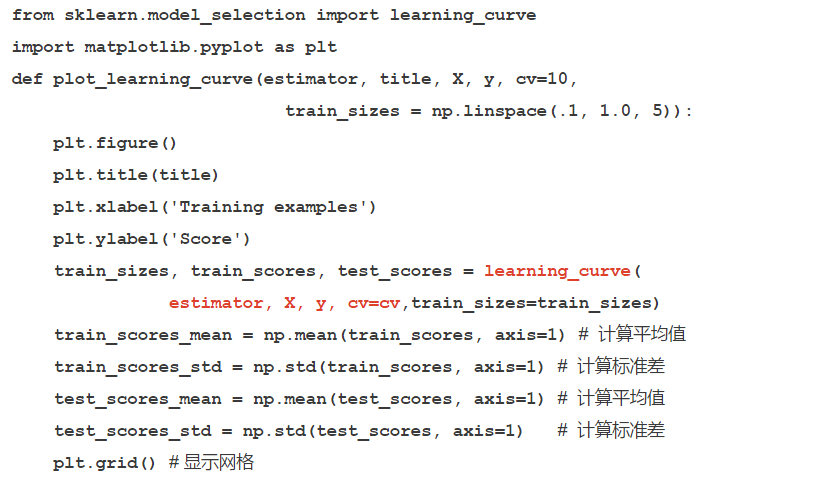 from sklearn.model_selection import learning_curve
import matplotlib.pyplot as plt
def plot_learning_curve(estimator, title, X, y, cv=10,
                          train_sizes = np.linspace(.1, 1.0, 5)):
    plt.figure()
    plt.title(title)
    plt.xlabel('Training examples')
    plt.ylabel('Score')
    train_sizes, train_scores, test_scores = learning_curve(
               estimator, X, y, cv=cv,train_sizes=train_sizes)
    train_scores_mean = np.mean(train_scores, axis=1) # 计算平均值
    train_scores_std = np.std(train_scores, axis=1) # 计算标准差
    test_scores_mean = np.mean(test_scores, axis=1) # 计算平均值
    test_scores_std = np.std(test_scores, axis=1)   # 计算标准差
    plt.grid() #显示网格